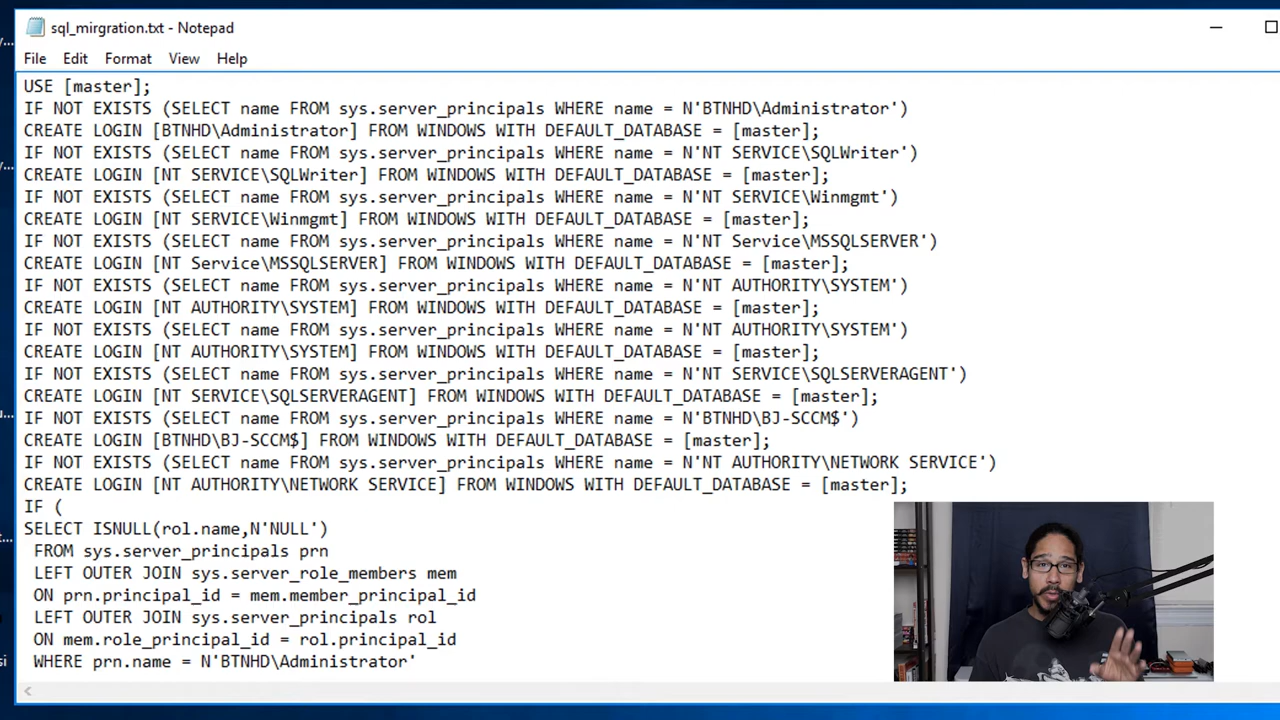 sql_mirgration.txt - Notepad
File Edit Format View Help
USE [master];
IF NOT EXISTS (SELECT name FROM sys.server_principals WHERE name = N'BTNHD\Administrator')
CREATE LOGIN [BTNHD\Administrator] FROM WINDOWS WITH DEFAULT_DATABASE = [master];
IF NOT EXISTS (SELECT name FROM sys.server_principals WHERE name = N'NT SERVICE\SQLWriter')
CREATE LOGIN [NT SERVICE\SQLWriter] FROM WINDOWS WITH DEFAULT_DATABASE = [master];
IF NOT EXISTS (SELECT name FROM sys.server_principals WHERE name = N'NT SERVICE\Winmgmt')
CREATE LOGIN [NT SERVICE\Winmgmt] FROM WINDOWS WITH DEFAULT_DATABASE = [master];
IF NOT EXISTS (SELECT name FROM sys.server_principals WHERE name = N'NT Service\MSSQLSERVER')
CREATE LOGIN [NT Service\MSSQLSERVER] FROM WINDOWS WITH DEFAULT_DATABASE = [master];
IF NOT EXISTS (SELECT name FROM sys.server_principals WHERE name = N'NT AUTHORITY\SYSTEM')
CREATE LOGIN [NT AUTHORITY\SYSTEM] FROM WINDOWS WITH DEFAULT_DATABASE = [master];
IF NOT EXISTS (SELECT name FROM sys.server_principals WHERE name = N'NT AUTHORITY\SYSTEM')
CREATE LOGIN [NT AUTHORITY\SYSTEM] FROM WINDOWS WITH DEFAULT_DATABASE = [master];
IF NOT EXISTS (SELECT name FROM sys.server_principals WHERE name = N'NT SERVICE\SQLSERVERAGENT')
CREATE LOGIN [NT SERVICE\SQLSERVERAGENT] FROM WINDOWS WITH DEFAULT_DATABASE = [master];
IF NOT EXISTS (SELECT name FROM sys.server_principals WHERE name = N'BTNHD\BJ-SCCM$')
CREATE LOGIN [BTNHD\BJ-SCCM$] FROM WINDOWS WITH DEFAULT_DATABASE = [master];
IF NOT EXISTS (SELECT name FROM sys.server_principals WHERE name = N'NT AUTHORITY\NETWORK SERVICE')
CREATE LOGIN [NT AUTHORITY\NETWORK SERVICE] FROM WINDOWS WITH DEFAULT_DATABASE = [master];
IF (
SELECT ISNULL(rol.name,N'NULL')
FROM sys.server_principals prn
LEFT OUTER JOIN sys.server_role_members mem
ON prn.principal_id = mem.member_principal_id
LEFT OUTER JOIN sys.server_principals rol
ON mem.role_principal_id = rol.principal_id
WHERE prn.name = N'BTNHD\Administrator'